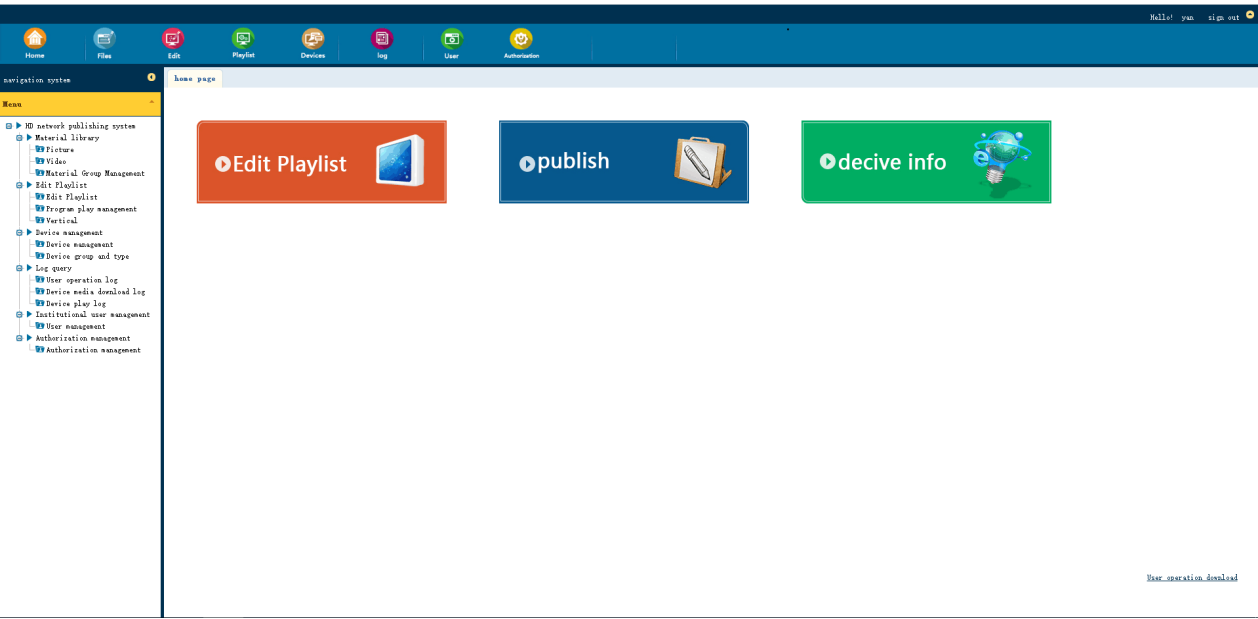 Hello! yan sign out
Home Files Edit Playlist Devices log User Authorization
navigation system
home page
Menu
HD network publishing system
Material library
Picture
Video
Material Group Management
Edit Playlist
Edit Playlist
Program play management
Vertical
Device management
Device management
Device group and type
Log query
User operation log
Device media download log
Device play log
Institutional user management
User management
Authorization management
Authorization management
Edit Playlist
publish
decive info
User operation download